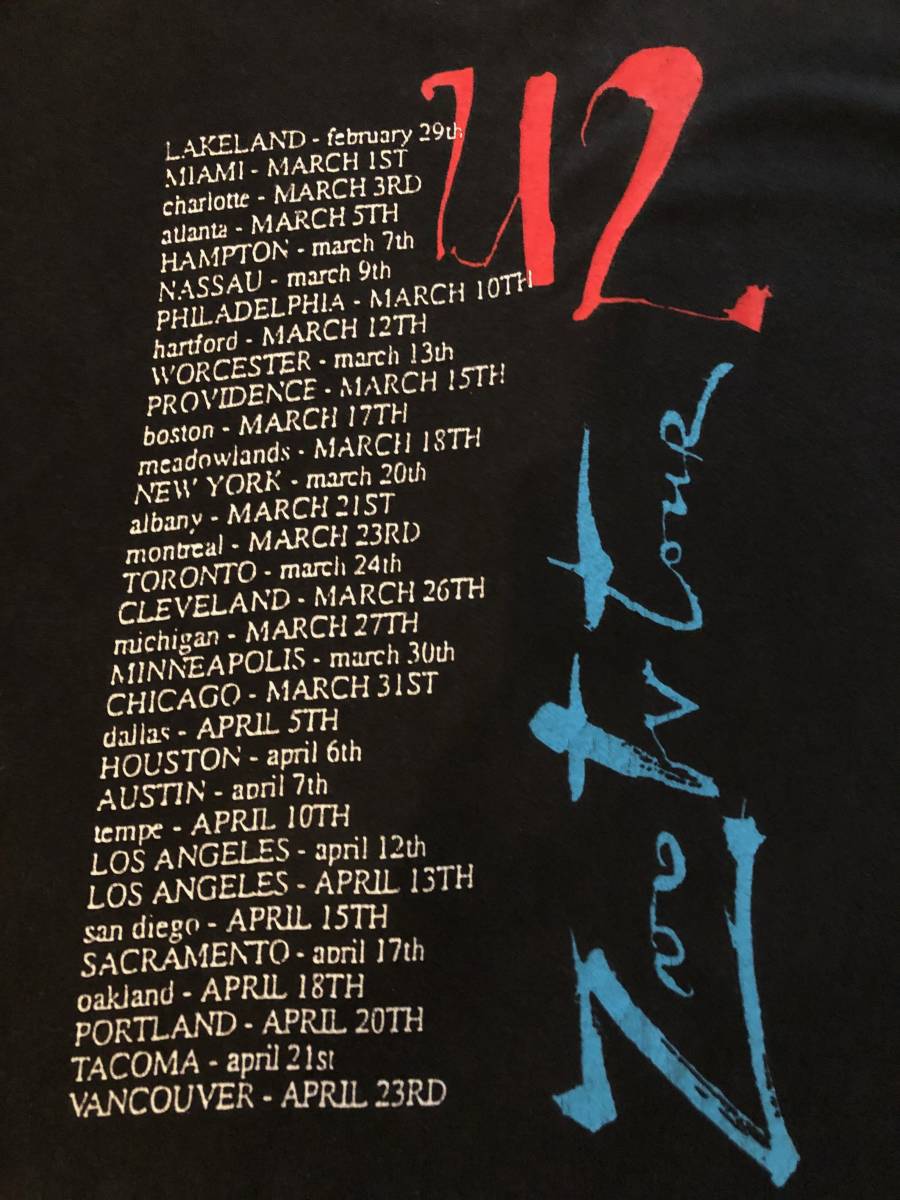 U2
LAKELAND - february 29th
MIAMI - MARCH 1ST
charlotte - MARCH 3RD
atlanta - MARCH 5TH
HAMPTON - march 7th
NASSAU - march 9th
PHILADELPHIA - MARCH 10TH
hartford - MARCH 12TH
WORCESTER - march 13th
PROVIDENCE - MARCH 15TH
boston - MARCH 17TH
meadowlands - MARCH 18TH
NEW YORK - march 20th
albany - MARCH 21ST
montreal - MARCH 23RD
TORONTO - march 24th
CLEVELAND - MARCH 26TH
michigan - MARCH 27TH
MINNEAPOLIS - march 30th
CHICAGO - MARCH 31ST
dallas - APRIL 5TH
HOUSTON - april 6th
AUSTIN - april 7th
tempe - APRIL 10TH
LOS ANGELES - april 12th
LOS ANGELES - APRIL 13TH
san diego - APRIL 15TH
SACRAMENTO - april 17th
oakland - APRIL 18TH
PORTLAND - APRIL 20TH
TACOMA - april 21st
VANCOUVER - APRIL 23RD
Zoo tv tour